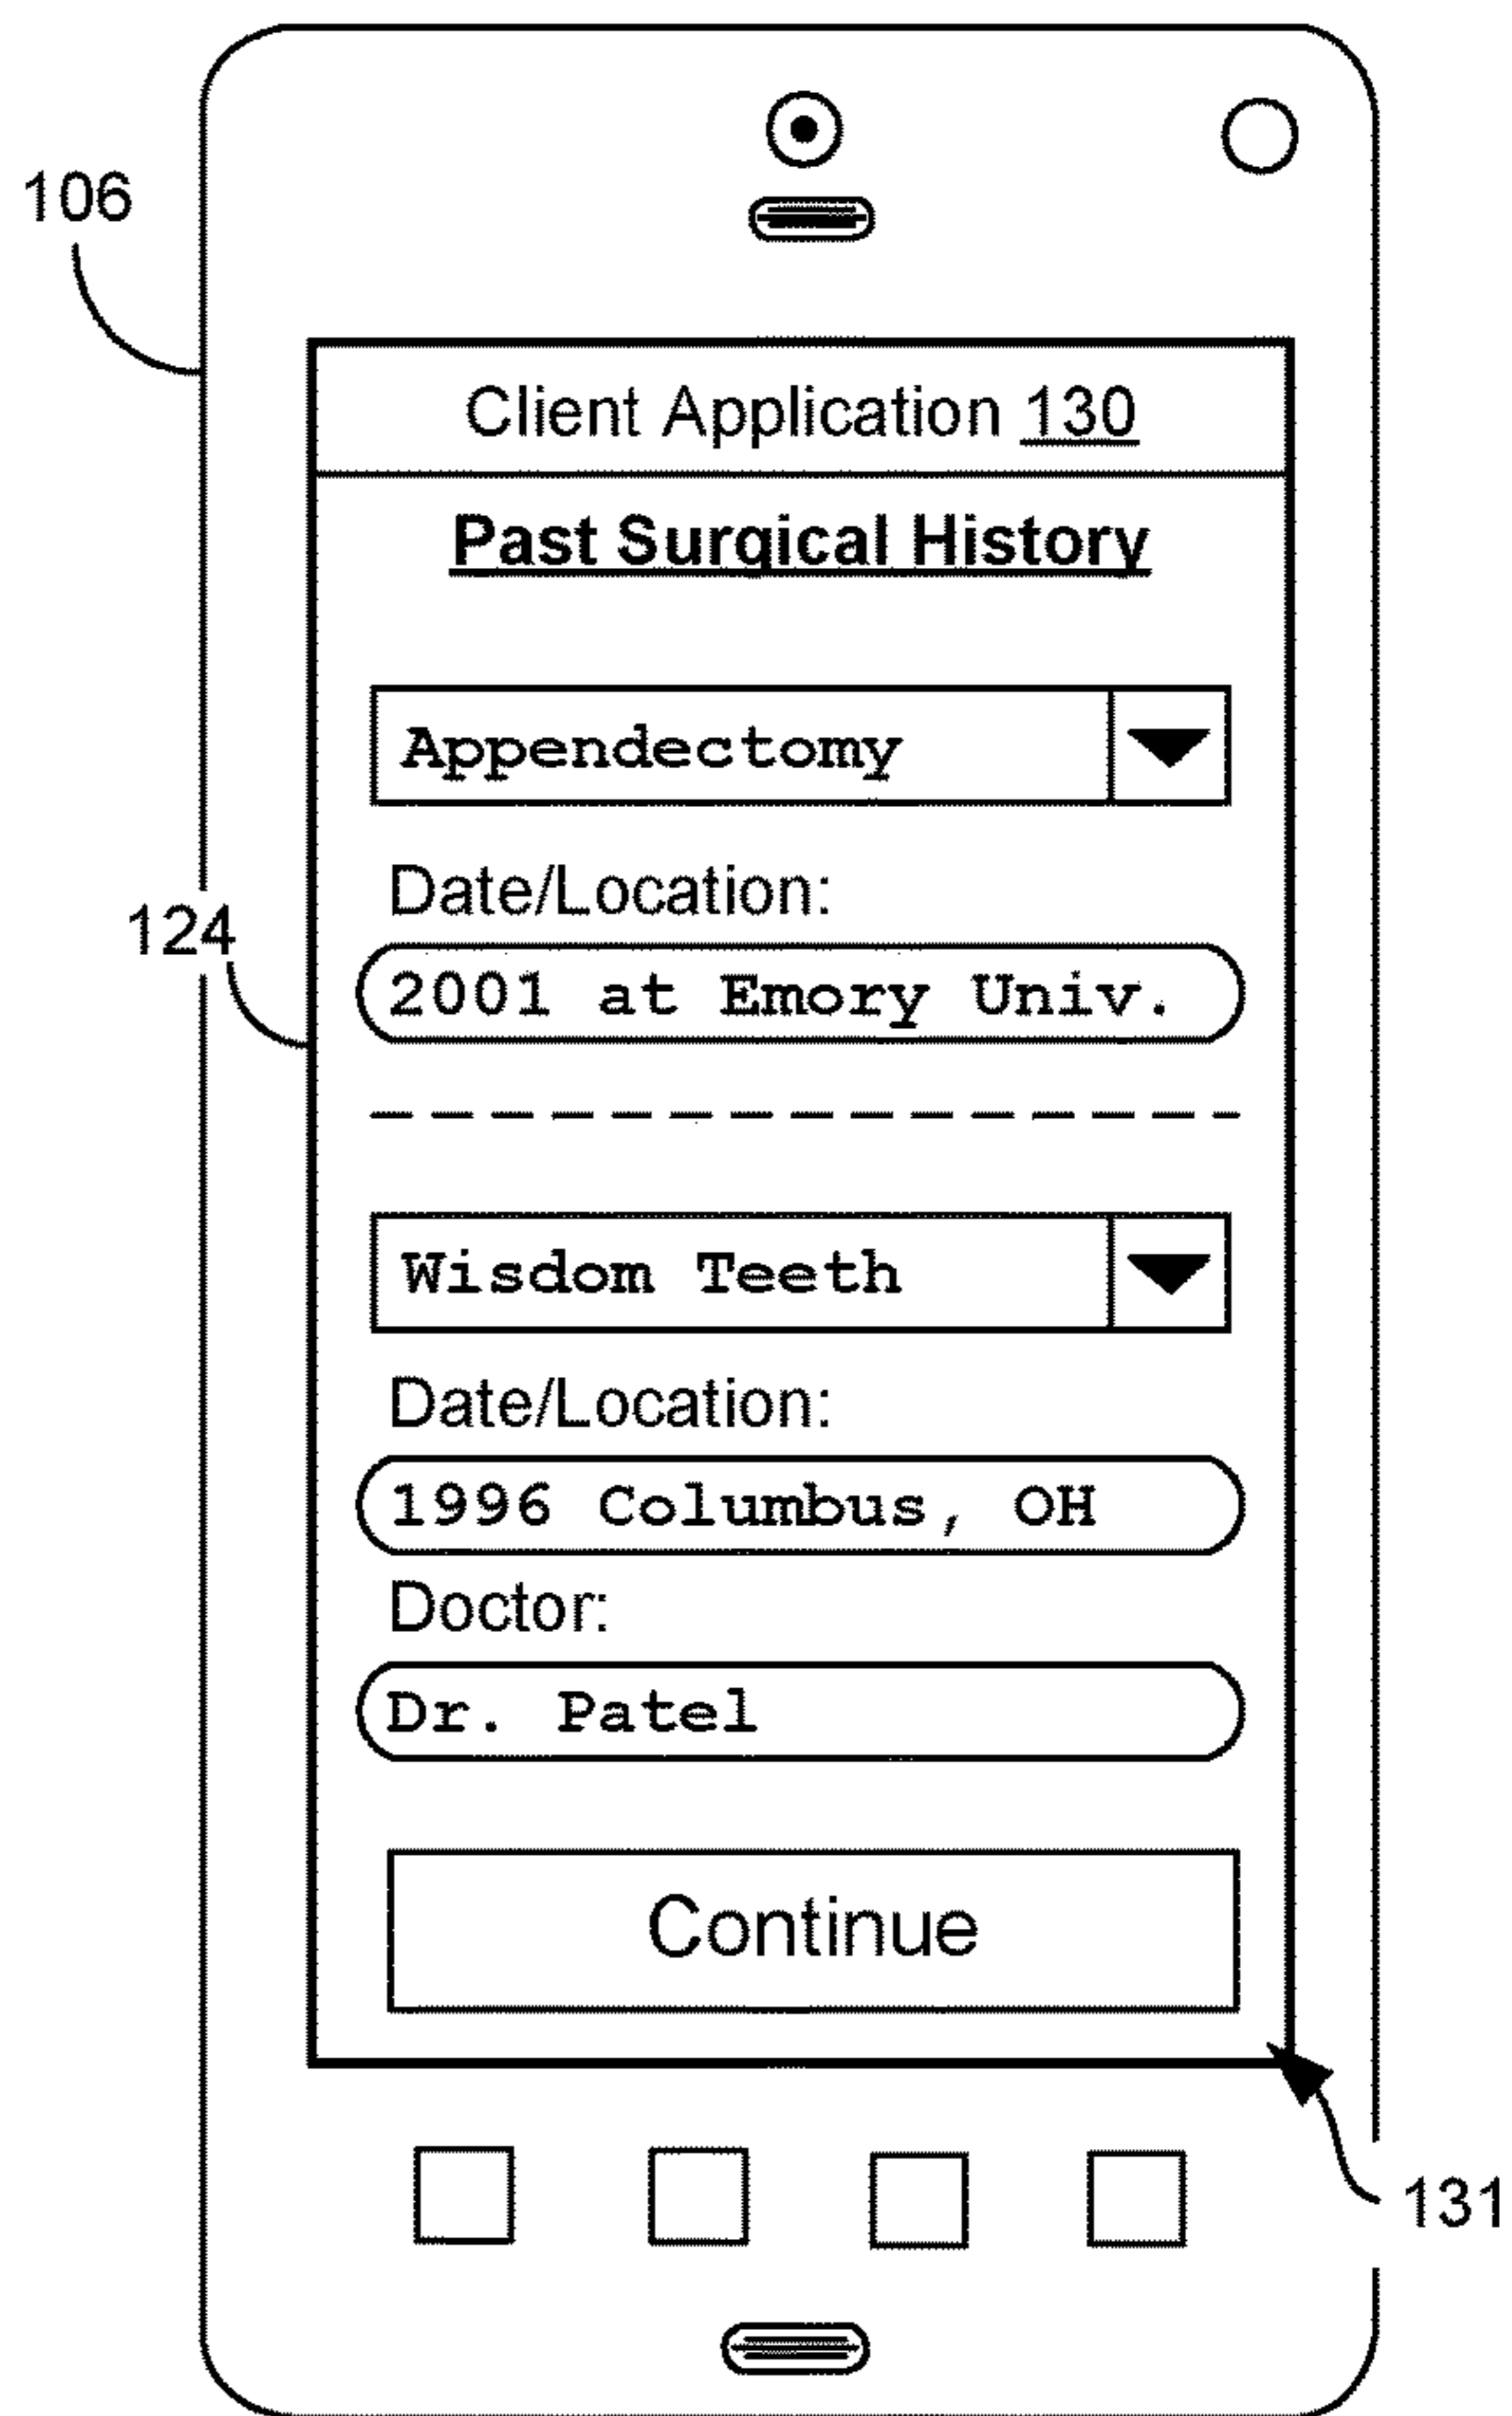 106
Client Application 130
Past Surgical History
Appendectomy
Date/Location:
124
2001 at Emory Univ.
Wisdom Teeth
Date/Location:
1996 Columbus, OH
Doctor:
Dr. Patel
Continue
131